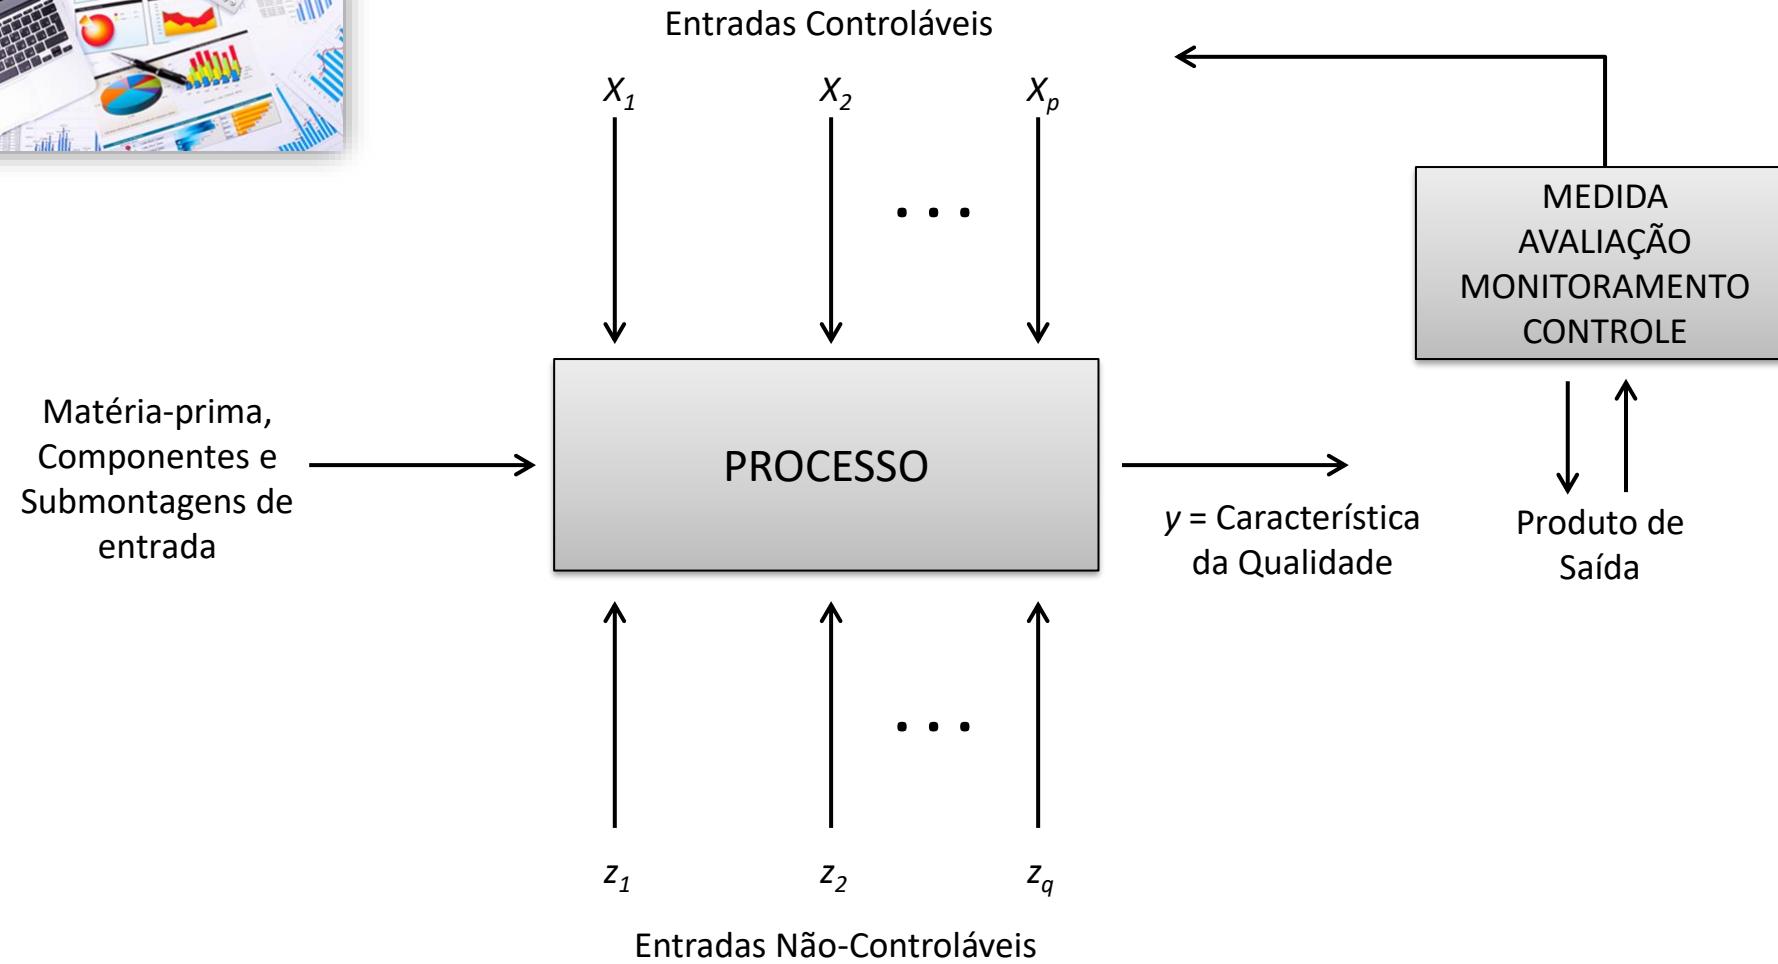 Entradas Controláveis
X1
X2
. . .
Xp
MEDIDA
AVALIAÇÃO
MONITORAMENTO
CONTROLE
Matéria-prima,
Componentes e
Submontagens de
entrada
PROCESSO
y = Característica
da Qualidade
Produto de
Saída
. . .
z1
z2
zq
Entradas Não-Controláveis